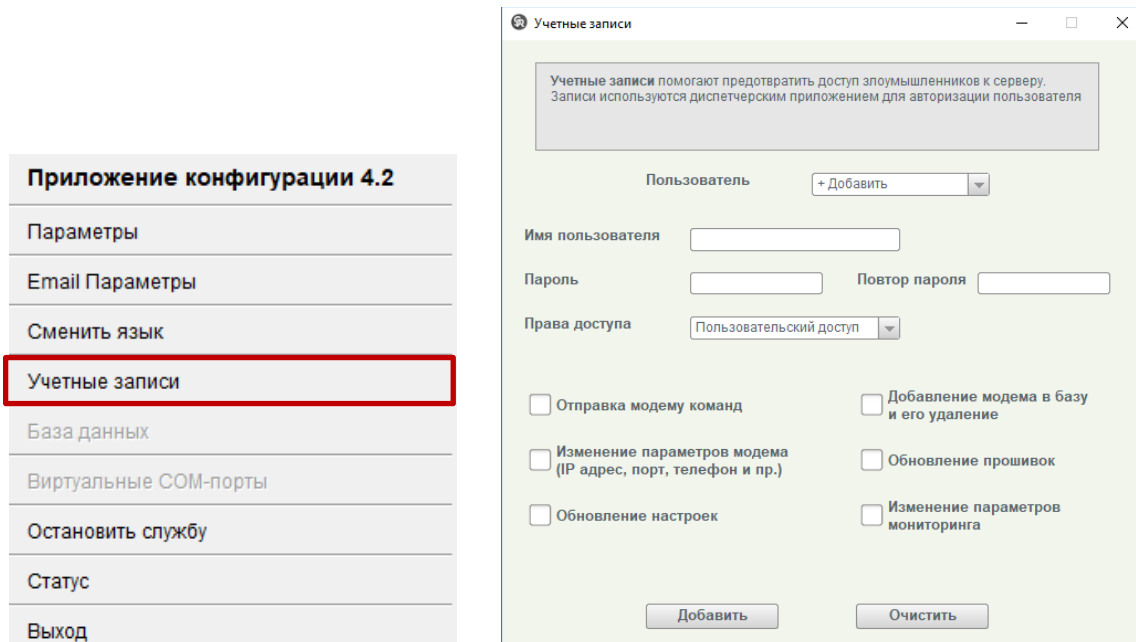 Приложение конфигурации 4.2
Параметры
Email Параметры
Сменить язык
Учетные записи
База данных
Виртуальные COM-порты
Остановить службу
Статус
Выход
Учетные записи
Учетные записи помогают предотвратить доступ злоумышленников к серверу.
Записи используются диспетчерским приложением для авторизации пользователя
Пользователь
+ Добавить
Имя пользователя
Пароль
Повтор пароля
Права доступа
Пользовательский доступ
Отправка модему команд
Добавление модема в базу
и его удаление
Изменение параметров модема
(IP адрес, порт, телефон и пр.)
Обновление прошивок
Обновление настроек
Изменение параметров
мониторинга
Добавить
Очистить